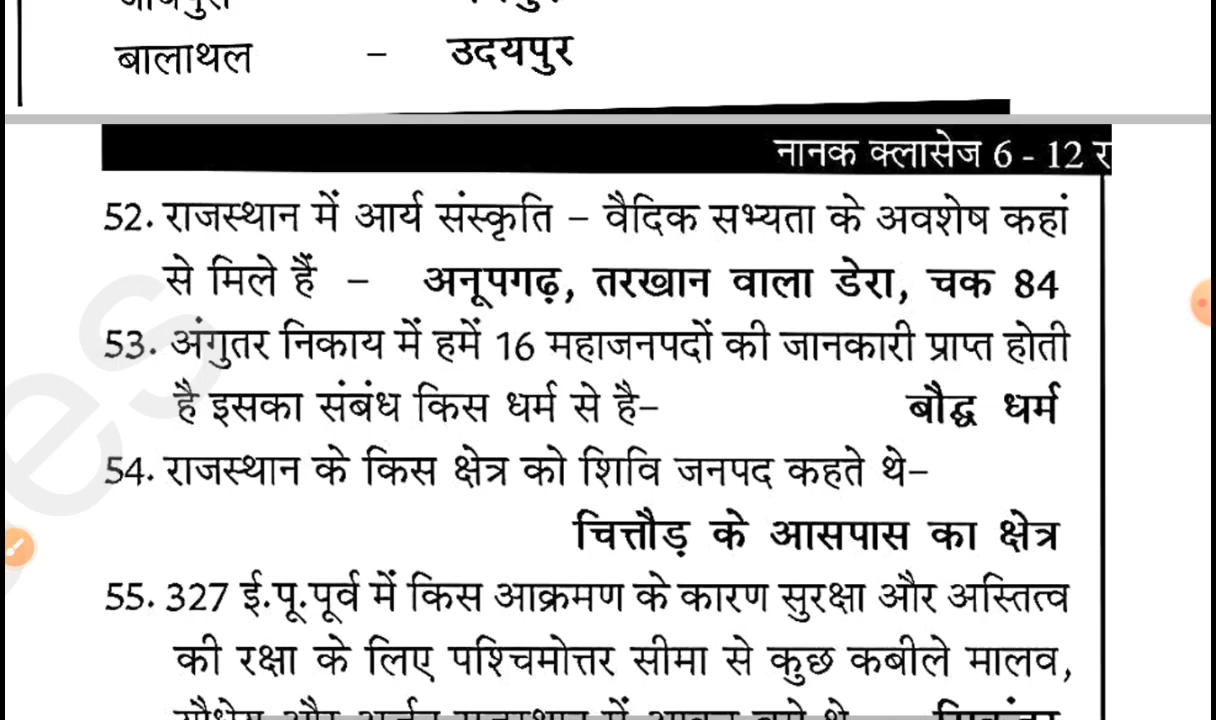 बालाथल - उदयपुर
नानक क्लासेज 6 - 12
52. राजस्थान में आर्य संस्कृति – वैदिक सभ्यता के अवशेष कहां
से मिले हैं – अनूपगढ़, तरखान वाला डेरा, चक 84
53. अंगुतर निकाय में हमें 16 महाजनपदों की जानकारी प्राप्त होती
है इसका संबंध किस धर्म से है– बौद्ध धर्म
54. राजस्थान के किस क्षेत्र को शिवि जनपद कहते थे–
चित्तौड़ के आसपास का क्षेत्र
55. 327 ई.पू.पूर्व में किस आक्रमण के कारण सुरक्षा और अस्तित्व
की रक्षा के लिए पश्चिमोत्तर सीमा से कुछ कबीले मालव,